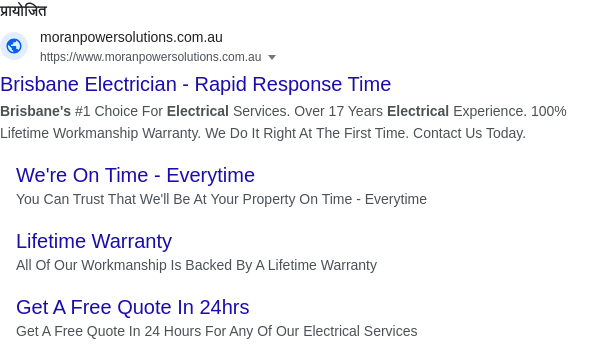 प्रायोजित
moranpowersolutions.com.au
https://www.moranpowersolutions.com.au
Brisbane Electrician - Rapid Response Time
Brisbane's #1 Choice For Electrical Services. Over 17 Years Electrical Experience. 100%
Lifetime Workmanship Warranty. We Do It Right At The First Time. Contact Us Today.
We're On Time - Everytime
You Can Trust That We'll Be At Your Property On Time - Everytime
Lifetime Warranty
All Of Our Workmanship Is Backed By A Lifetime Warranty
Get A Free Quote In 24hrs
Get A Free Quote In 24 Hours For Any Of Our Electrical Services